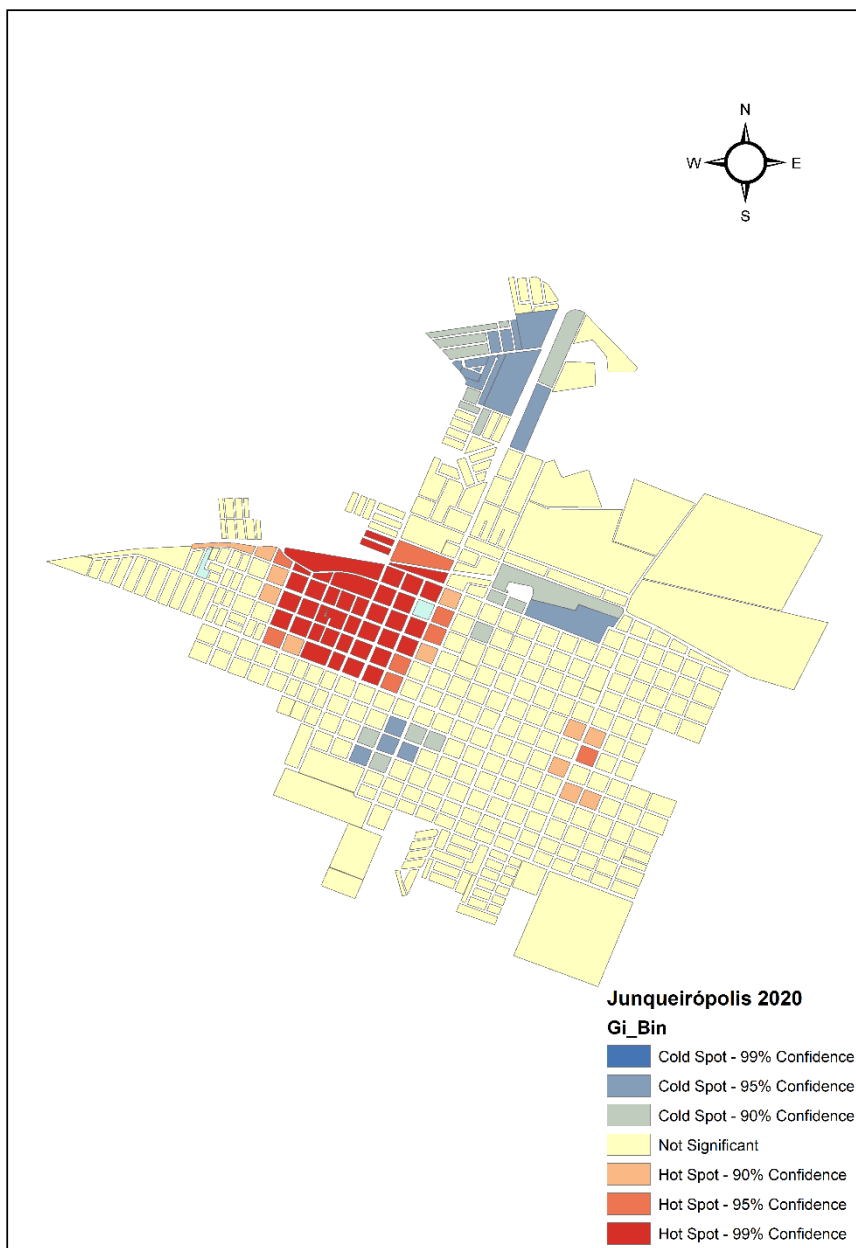 N
W E
S
Junqueirópolis 2020
Gi_Bin
Cold Spot - 99% Confidence
Cold Spot - 95% Confidence
Cold Spot - 90% Confidence
Not Significant
Hot Spot - 90% Confidence
Hot Spot - 95% Confidence
Hot Spot - 99% Confidence